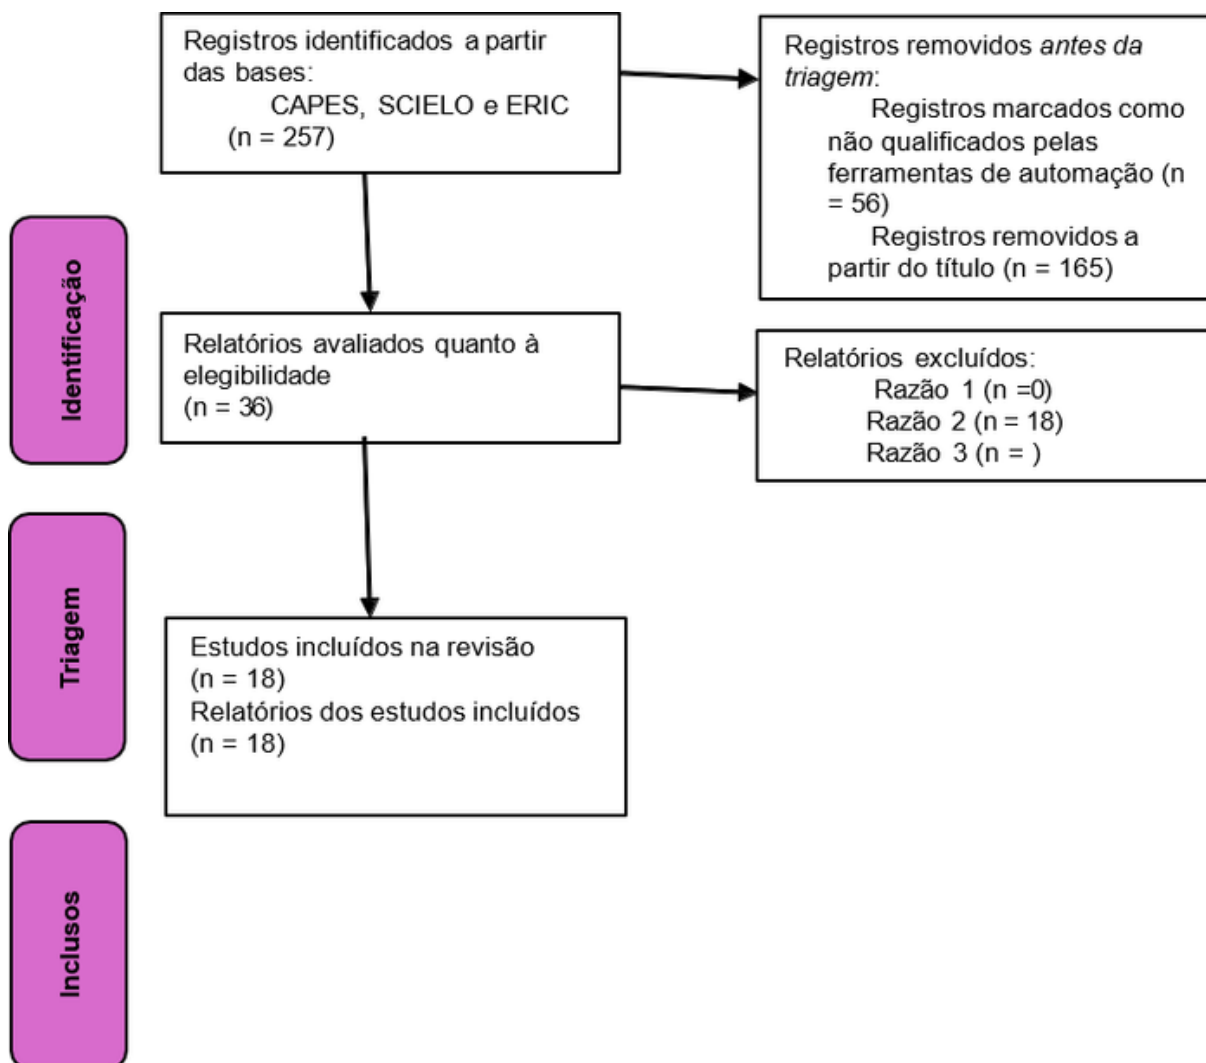 Registros identificados a partir
das bases:
CAPES, SCIELO e ERIC
(n = 257)
Registros removidos antes da
triagem:
Registros marcados como
não qualificados pelas
ferramentas de automação (n
= 56)
Registros removidos a
partir do título (n = 165)
Identificação
Relatórios avaliados quanto à
elegibilidade
(n = 36)
Relatórios excluídos:
Razão 1 (n =0)
Razão 2 (n = 18)
Razão 3 (n = )
Triagem
Estudos incluídos na revisão
(n = 18)
Relatórios dos estudos incluídos
(n = 18)
Inclusos